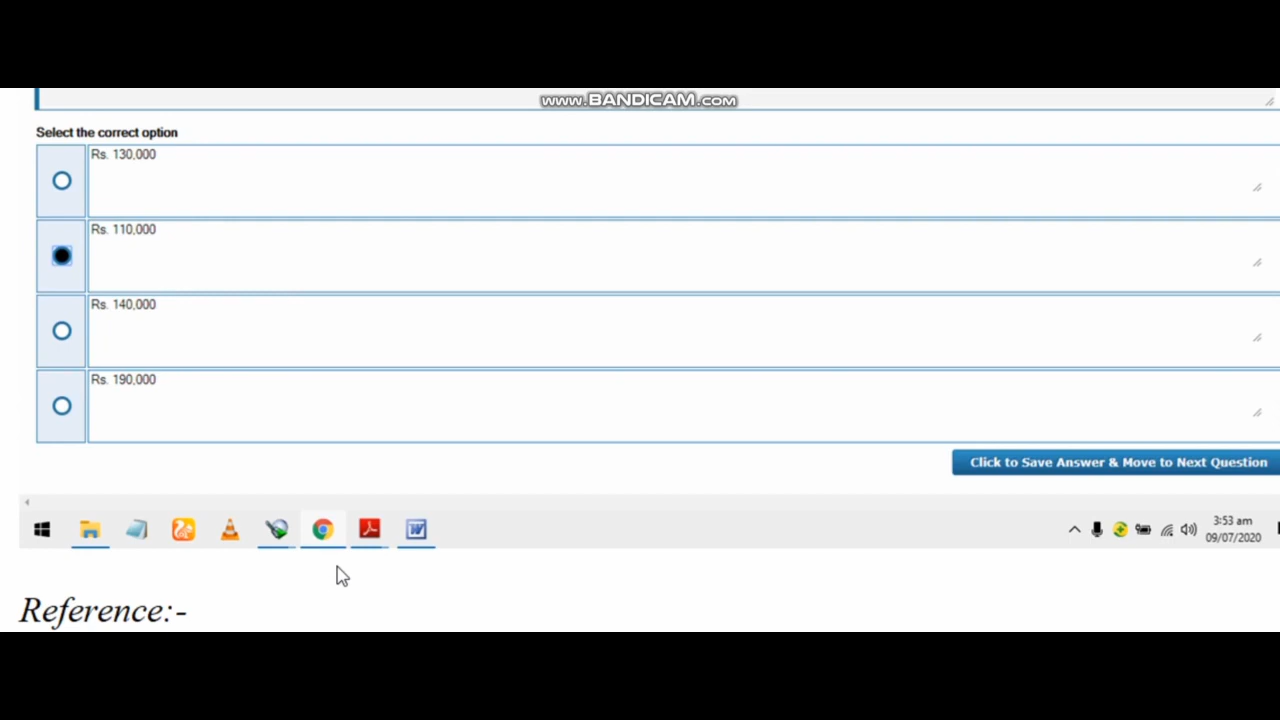 www.BANDICAM.com
Select the correct option
Rs. 130,000
Rs. 110,000
Rs. 140,000
Rs. 190,000
Click to Save Answer & Move to Next Question
3:53 am
09/07/2020
Reference:-